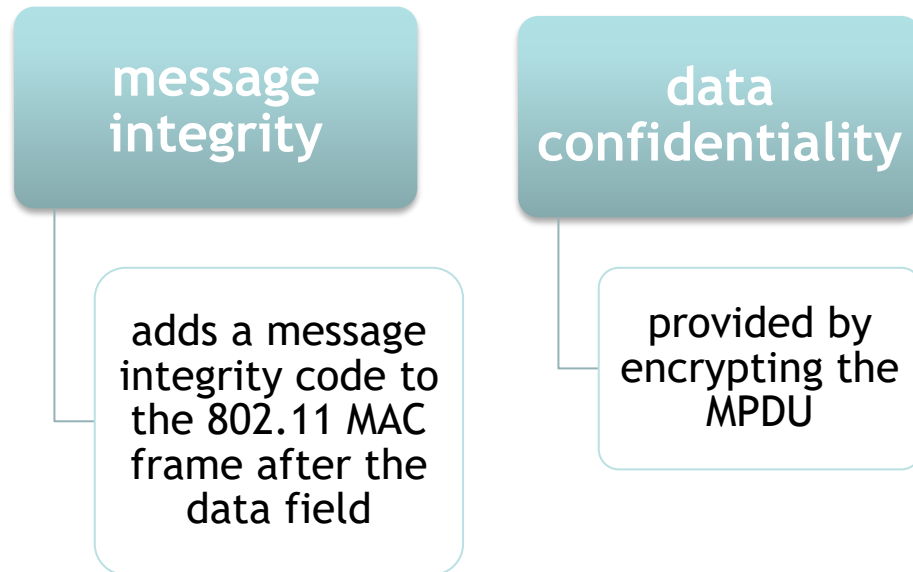 message
integrity
adds a message
integrity code to
the 802.11 MAC
frame after the
data field
data
confidentiality
provided by
encrypting the
MPDU